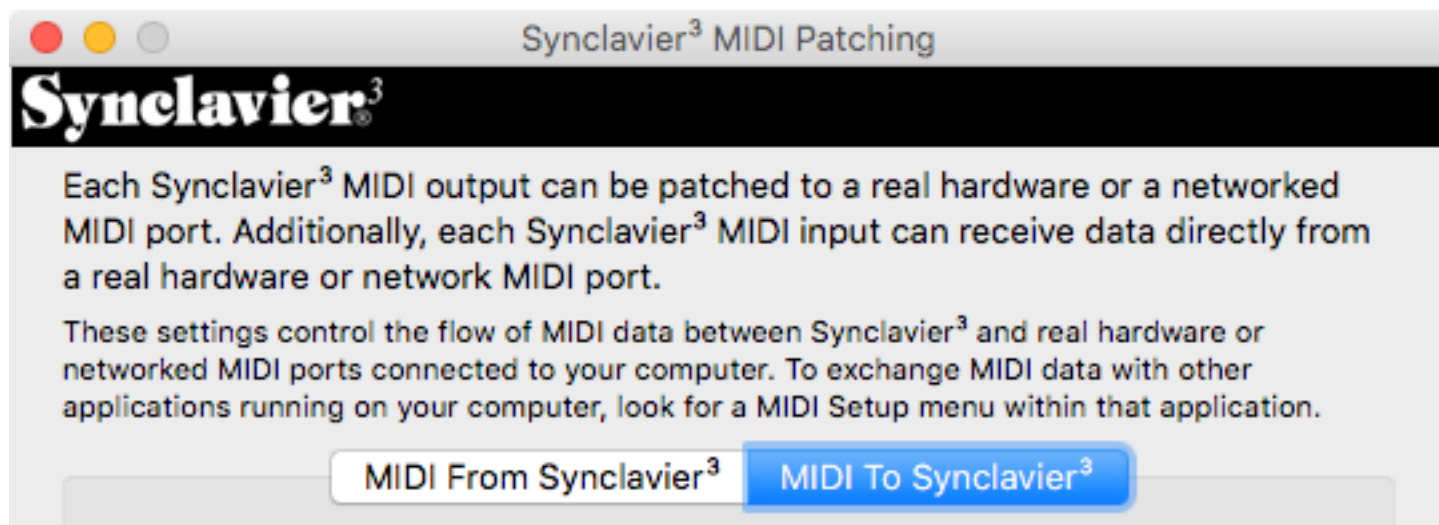 Synclavier³ MIDI Patching
Synclavier®³
Each Synclavier³ MIDI output can be patched to a real hardware or a networked
MIDI port. Additionally, each Synclavier³ MIDI input can receive data directly from
a real hardware or network MIDI port.
These settings control the flow of MIDI data between Synclavier³ and real hardware or
networked MIDI ports connected to your computer. To exchange MIDI data with other
applications running on your computer, look for a MIDI Setup menu within that application.
MIDI From Synclavier³ MIDI To Synclavier³